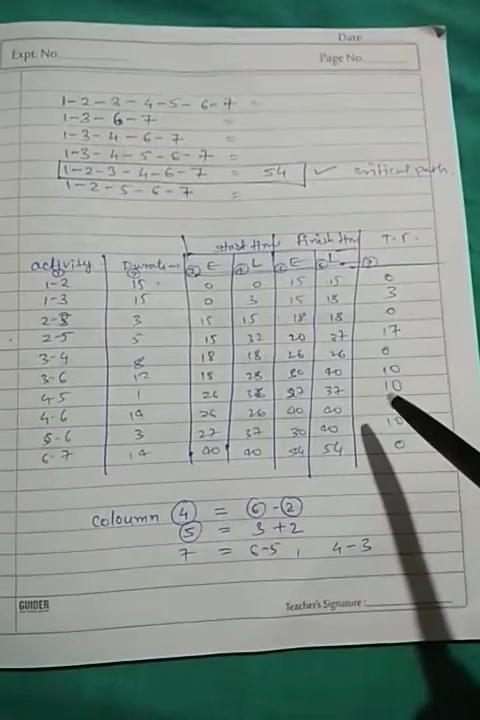 Date
Expt. No.
Page No.
1-2-3-4-5-6-7 =
1-3-6-7 =
1-3-4-6-7 =
1-3-4-5-6-7 =
1-2-3-4-6-7 = 54 ✓ critical path.
1-2-5-6-7 =
start time finish time T.F.
activity Duration ③ E ④ L ⑤ E ⑥ L ⑦
① ②
1-2 15 0 0 15 15 0
1-3 15 0 3 15 18 3
2-3 3 15 15 18 18 0
2-5 5 15 32 20 37 17
3-4 8 18 18 26 26 0
3-6 12 18 28 30 40 10
4-5 1 26 36 27 37 10
4-6 14 26 26 40 40
5-6 3 27 37 30 40 10
6-7 14 40 40 54 54 0
coloumn ④ = ⑥ - ②
⑤ = 3 + 2
7 = 6-5, 4-3
GUIDER
Teacher's Signature :